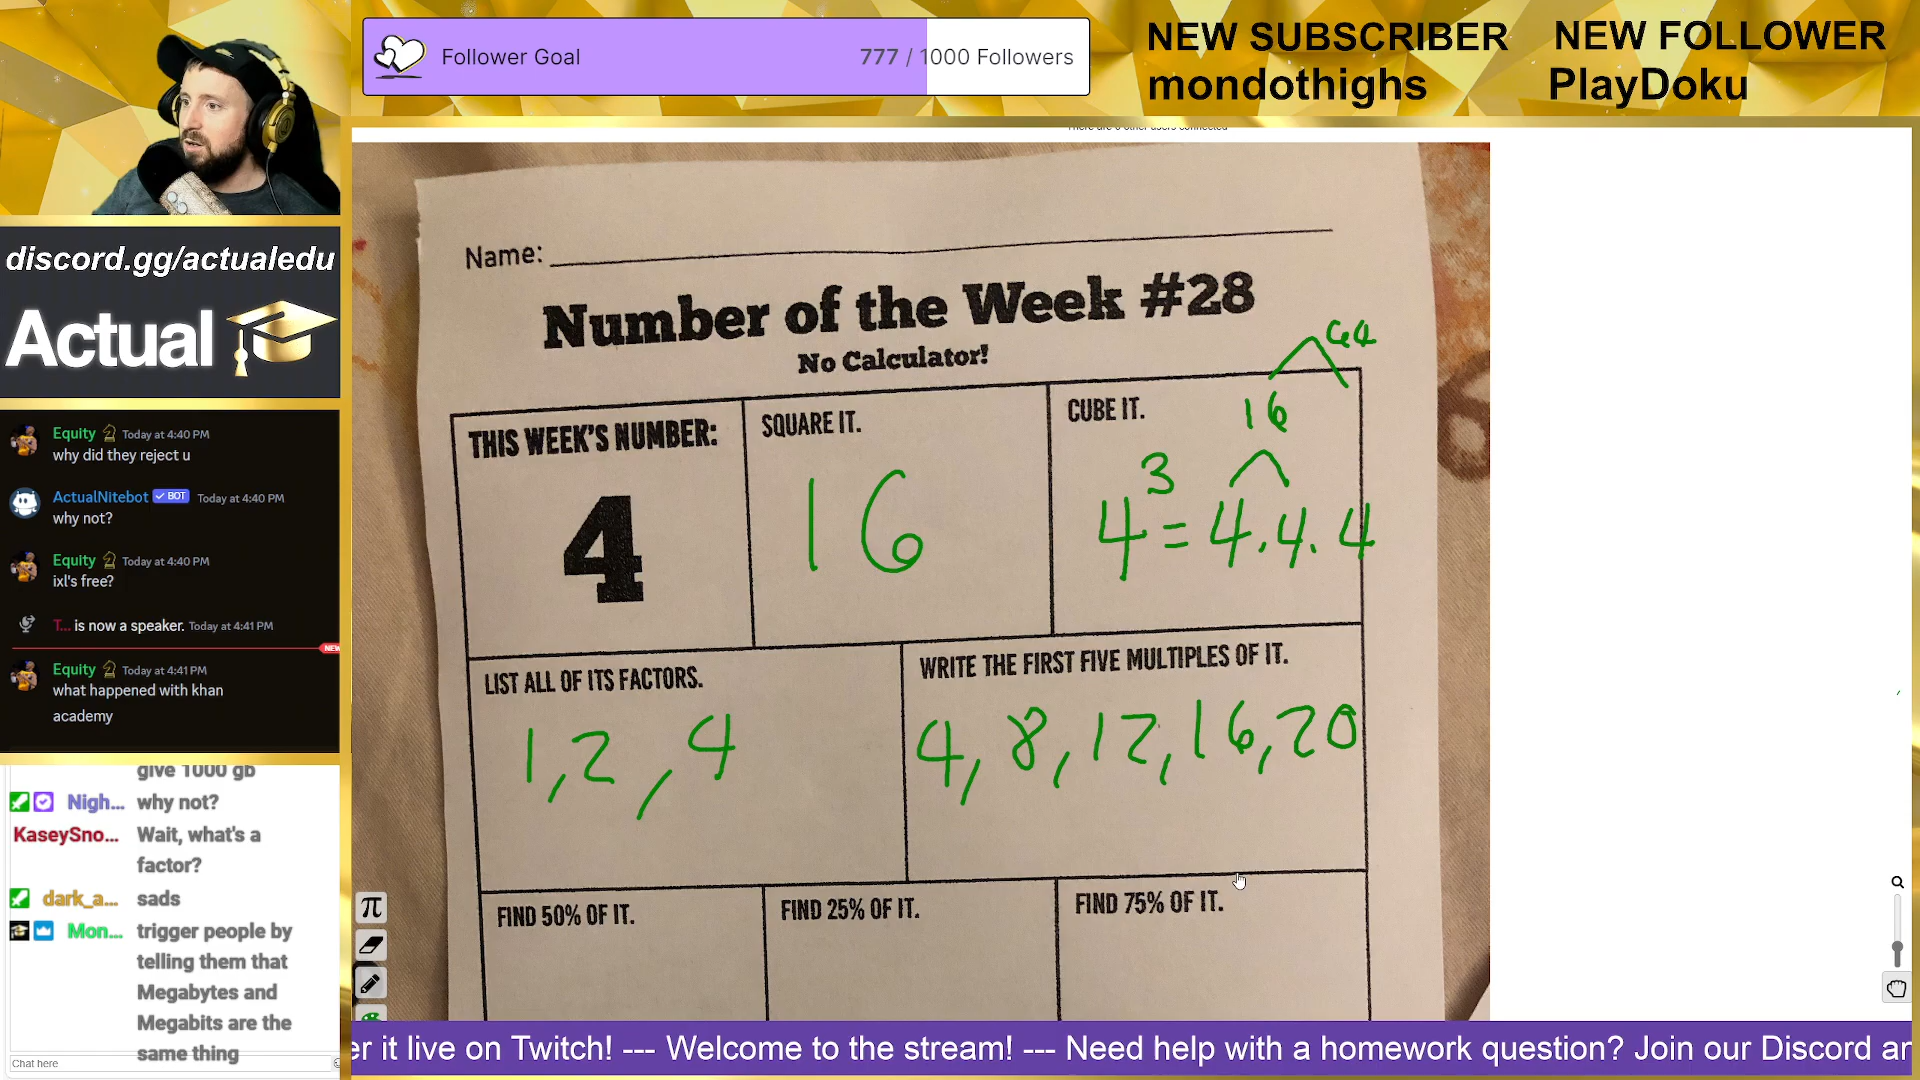 Follower Goal
777 / 1000 Followers
NEW SUBSCRIBER
mondothighs
NEW FOLLOWER
PlayDoku
discord.gg/actualedu
Actual
Equity Today at 4:40 PM
why did they reject u
ActualNitebot BOT Today at 4:40 PM
why not?
Equity Today at 4:40 PM
ixl's free?
T... is now a speaker. Today at 4:41 PM
NEW
Equity Today at 4:41 PM
what happened with khan
academy
give 1000 gb
Nigh... why not?
KaseySno... Wait, what's a
factor?
dark_a... sads
Mon... trigger people by
telling them that
Megabytes and
Megabits are the
same thing
Chat here
Name:
Number of the Week #28
No Calculator!
THIS WEEK'S NUMBER:
4
SQUARE IT.
16
CUBE IT.
64
16
4³ = 4.4.4
LIST ALL OF ITS FACTORS.
1, 2, 4
WRITE THE FIRST FIVE MULTIPLES OF IT.
4, 8, 12, 16, 20
FIND 50% OF IT.
FIND 25% OF IT.
FIND 75% OF IT.
π
er it live on Twitch! --- Welcome to the stream! --- Need help with a homework question? Join our Discord ar